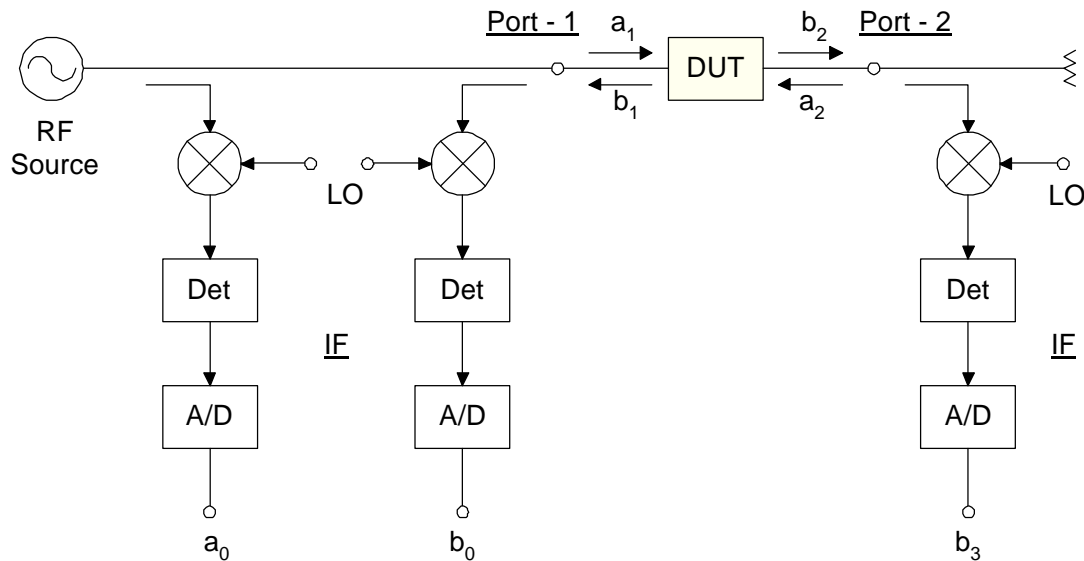 Port - 1
a₁
b₂
Port - 2
DUT
b₁
a₂
RF
Source
LO
LO
Det
Det
Det
IF
IF
A/D
A/D
A/D
a₀
b₀
b₃